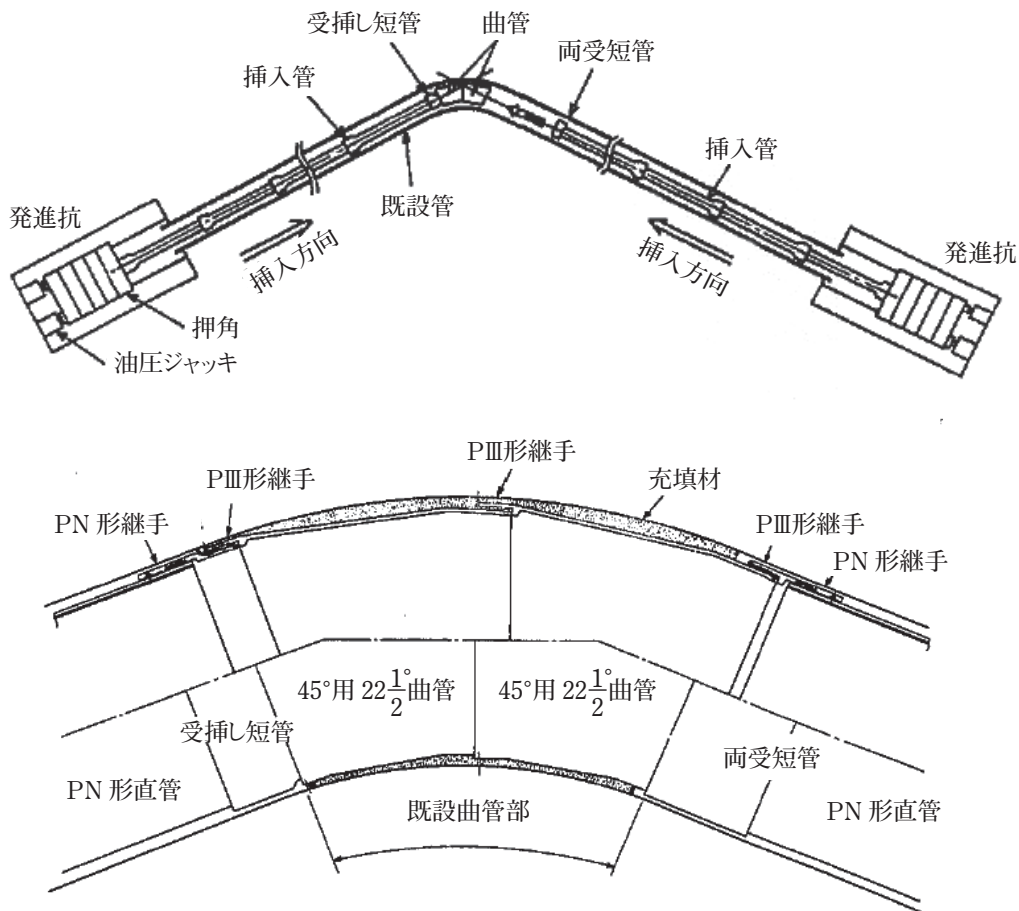 受挿し短管
曲管
両受短管
挿入管
挿入管
既設管
発進抗
発進抗
挿入方向
挿入方向
押角
油圧ジャッキ
PⅢ形継手
PⅢ形継手
充填材
PN 形継手
PⅢ形継手
PN 形継手
45°用 22 1/2°曲管
45°用 22 1/2°曲管
受挿し短管
両受短管
PN 形直管
既設曲管部
PN 形直管